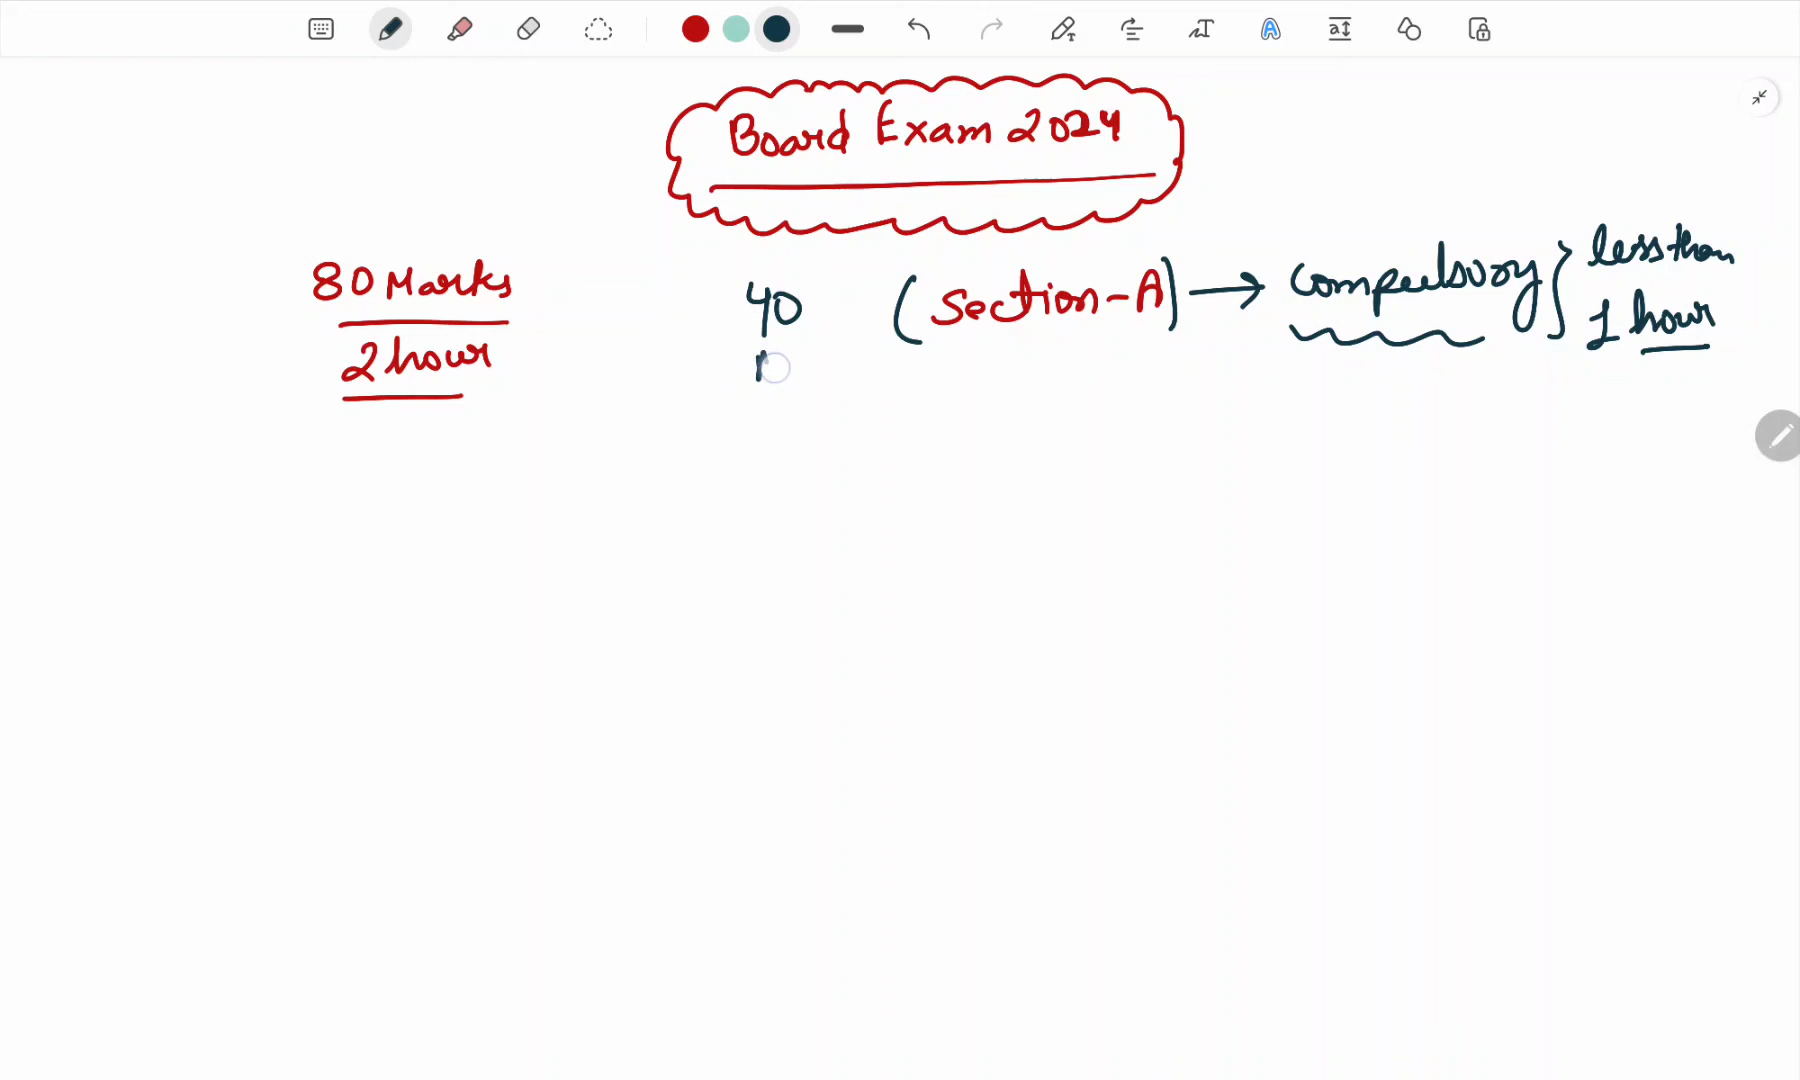 Board Exam 2024
80 Marks
2 hour
40 (Section-A) → Compulsory } less than
1 hour